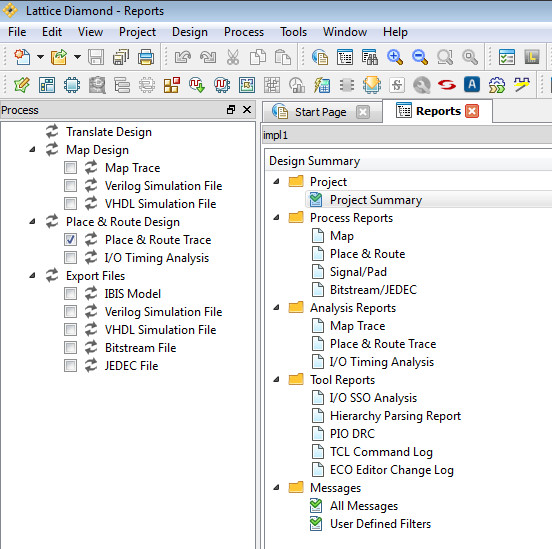 Lattice Diamond - Reports
File Edit View Project Design Process Tools Window Help
Process
Start Page Reports
impl1
Translate Design
Map Design
Map Trace
Verilog Simulation File
VHDL Simulation File
Place & Route Design
Place & Route Trace
I/O Timing Analysis
Export Files
IBIS Model
Verilog Simulation File
VHDL Simulation File
Bitstream File
JEDEC File
Design Summary
Project
Project Summary
Process Reports
Map
Place & Route
Signal/Pad
Bitstream/JEDEC
Analysis Reports
Map Trace
Place & Route Trace
I/O Timing Analysis
Tool Reports
I/O SSO Analysis
Hierarchy Parsing Report
PIO DRC
TCL Command Log
ECO Editor Change Log
Messages
All Messages
User Defined Filters